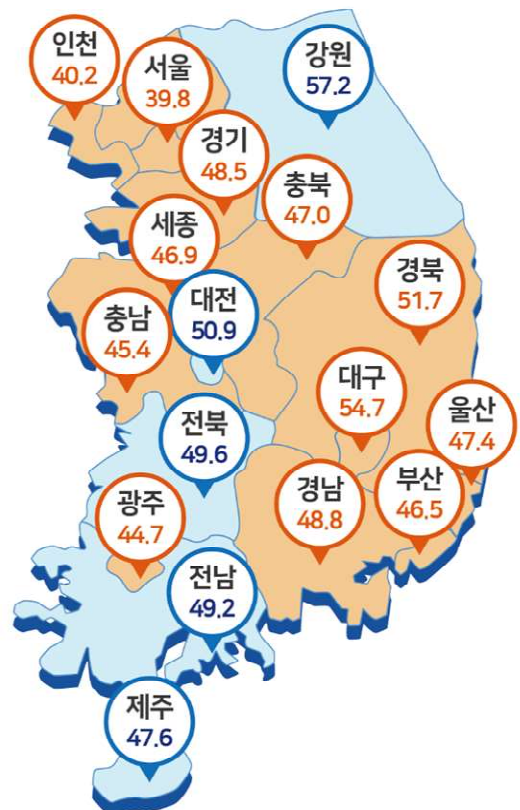 인천
40.2
서울
39.8
강원
57.2
경기
48.5
충북
47.0
세종
46.9
경북
51.7
대전
50.9
충남
45.4
대구
54.7
울산
47.4
전북
49.6
부산
46.5
경남
48.8
광주
44.7
전남
49.2
제주
47.6